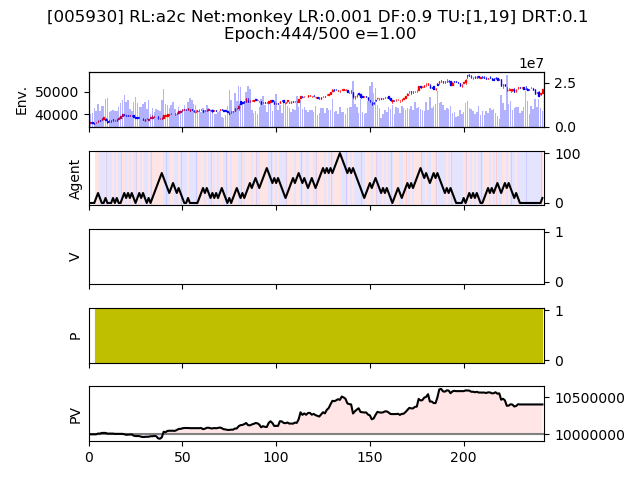 [005930] RL:a2c Net:monkey LR:0.001 DF:0.9 TU:[1,19] DRT:0.1
Epoch:444/500 e=1.00
1e7
Env.
50000
40000
2.5
0.0
Agent
100
0
V
1
0
P
1
0
PV
10500000
10000000
0 50 100 150 200